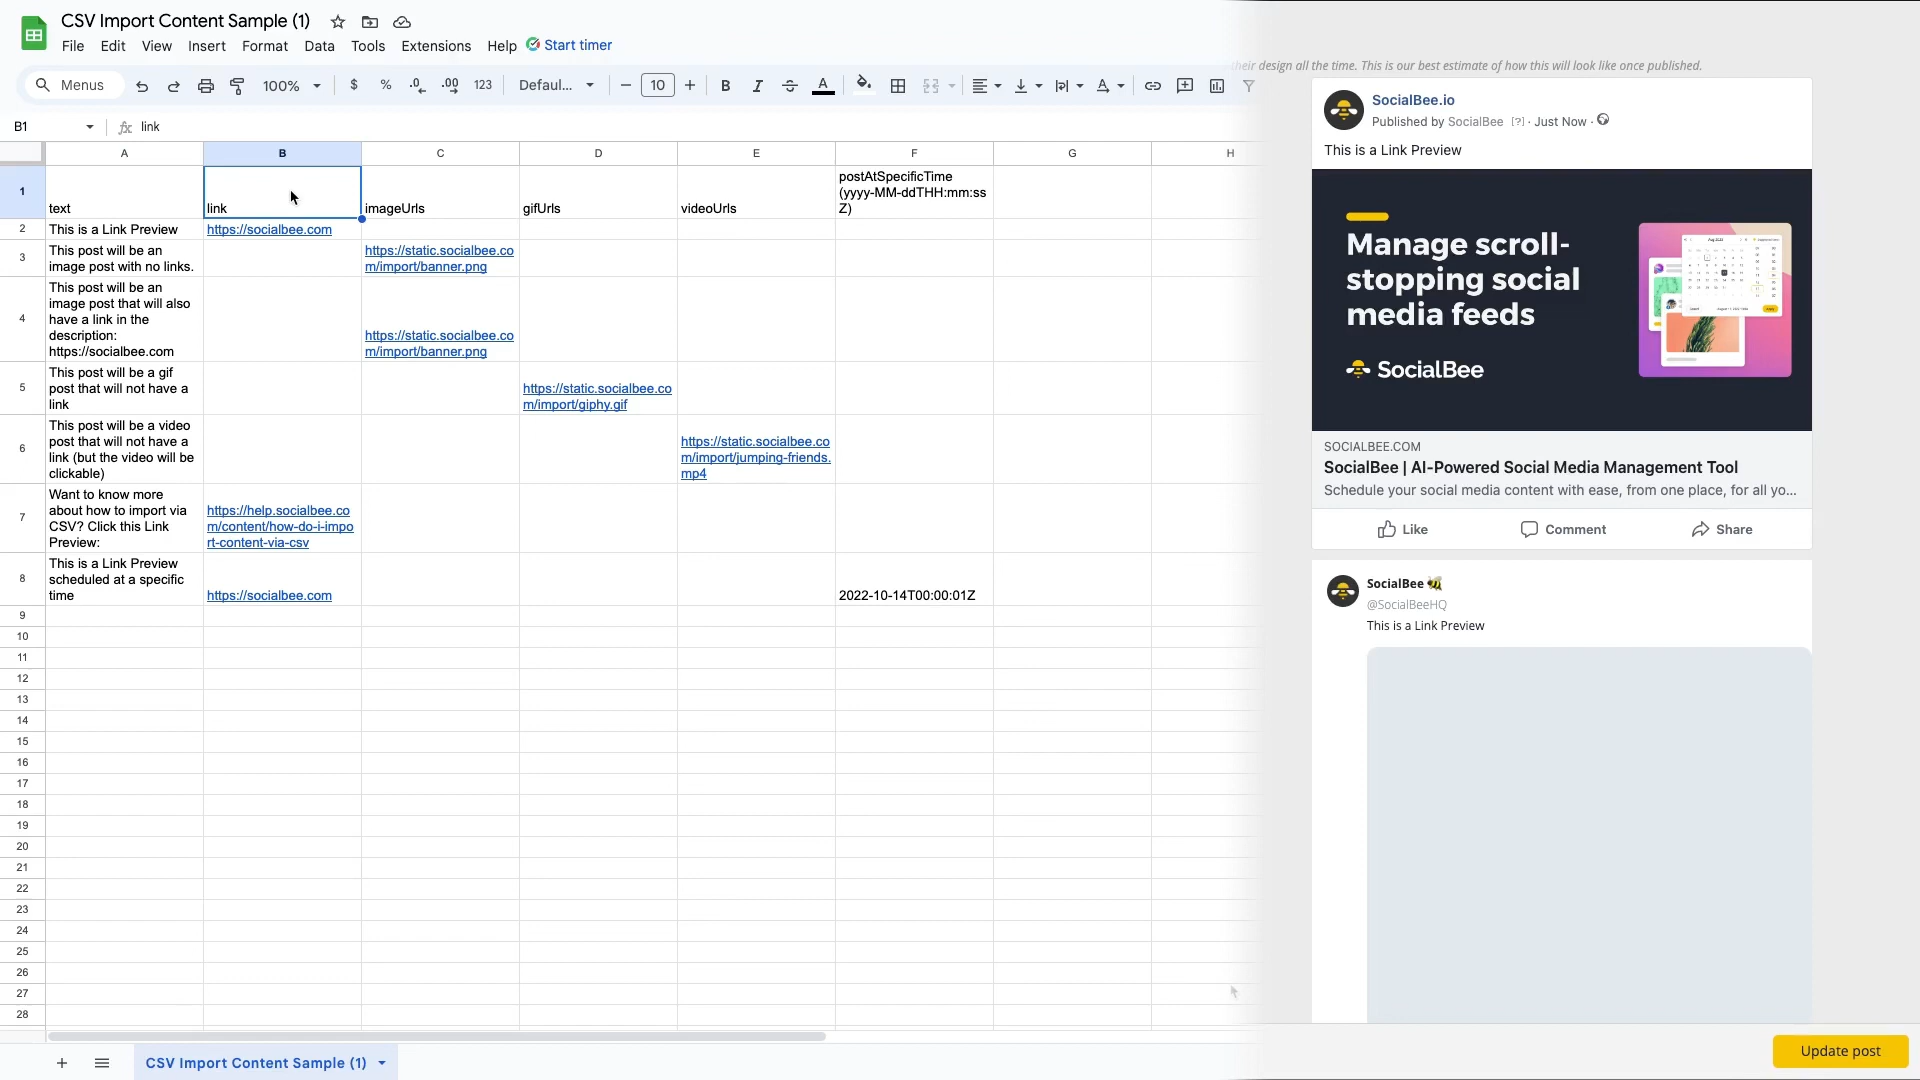 CSV Import Content Sample (1)
File Edit View Insert Format Data Tools Extensions Help Start timer
Menus 100% $ % .0 .00 123 Defaul... 10 B I A
B1 fx link
A B C D E F G H
1 text link imageUrls gifUrls videoUrls
postAtSpecificTime
(yyyy-MM-ddTHH:mm:ss
Z)
2 This is a Link Preview https://socialbee.com
3 This post will be an
image post with no links.
https://static.socialbee.co
m/import/banner.png
4 This post will be an
image post that will also
have a link in the
description:
https://socialbee.com
https://static.socialbee.co
m/import/banner.png
5 This post will be a gif
post that will not have a
link
https://static.socialbee.co
m/import/giphy.gif
6 This post will be a video
post that will not have a
link (but the video will be
clickable)
https://static.socialbee.co
m/import/jumping-friends.
mp4
7 Want to know more
about how to import via
CSV? Click this Link
Preview:
https://help.socialbee.co
m/content/how-do-i-impo
rt-content-via-csv
8 This is a Link Preview
scheduled at a specific
time
https://socialbee.com
2022-10-14T00:00:01Z
9
10
11
12
13
14
15
16
17
18
19
20
21
22
23
24
25
26
27
28
CSV Import Content Sample (1)
their design all the time. This is our best estimate of how this will look like once published.
SocialBee.io
Published by SocialBee [?] · Just Now ·
This is a Link Preview
Manage scroll-
stopping social
media feeds
SocialBee
SOCIALBEE.COM
SocialBee | AI-Powered Social Media Management Tool
Schedule your social media content with ease, from one place, for all yo...
Like Comment Share
SocialBee
@SocialBeeHQ
This is a Link Preview
Update post